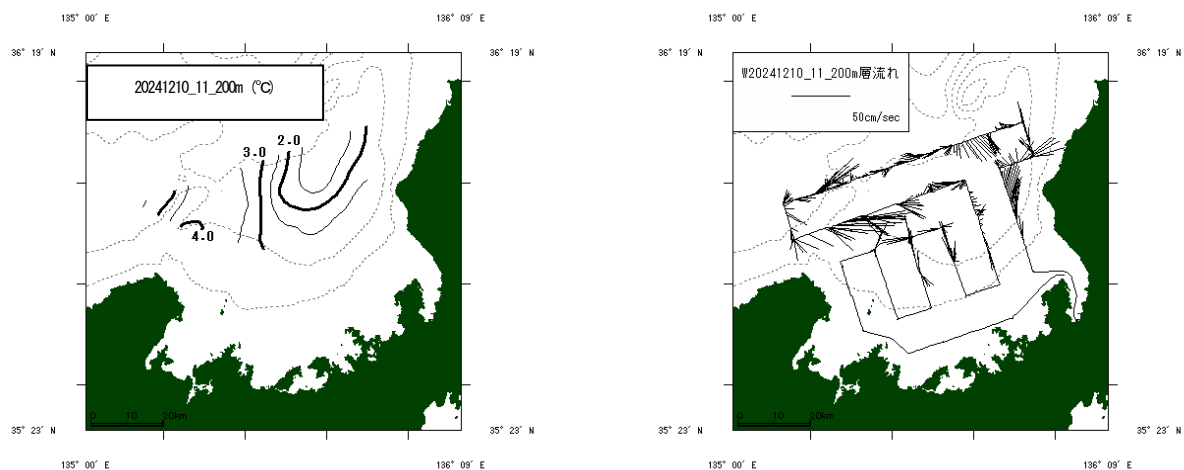 135° 00′ E
136° 09′ E
36° 19′ N
36° 19′ N
20241210_11_200m (℃)
3.0
2.0
4.0
0 10 20km
35° 23′ N
35° 23′ N
135° 00′ E
136° 09′ E
135° 00′ E
136° 09′ E
36° 19′ N
36° 19′ N
W20241210_11_200m層流れ
50cm/sec
0 10 20km
35° 23′ N
35° 23′ N
135° 00′ E
136° 09′ E